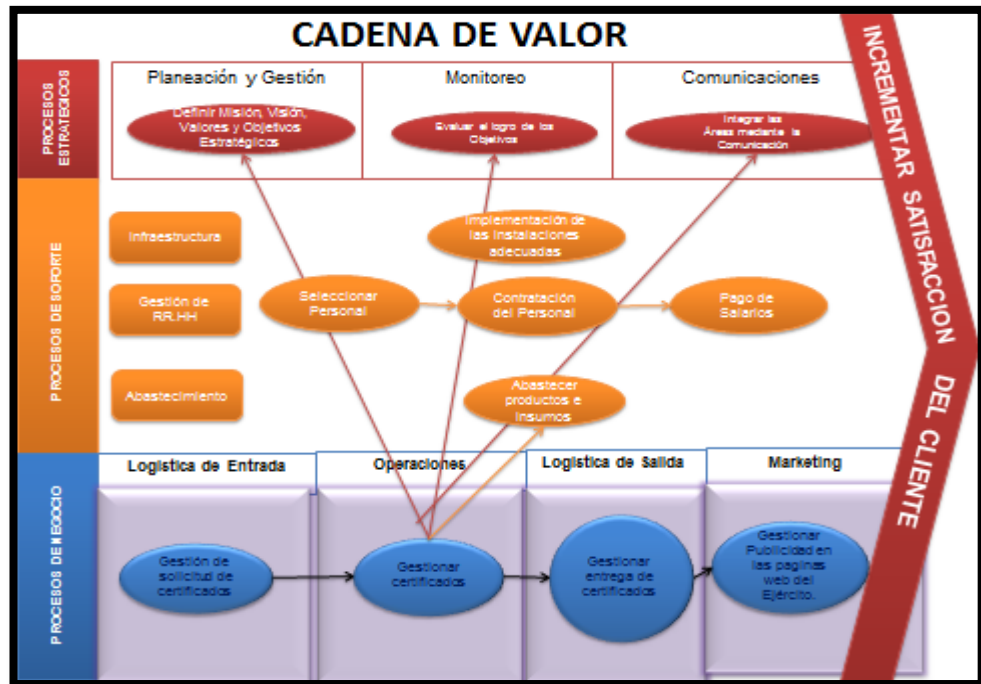 CADENA DE VALOR
PROCESOS
ESTRATEGICOS
Planeación y Gestión
Monitoreo
Comunicaciones
Definir Misión, Visión,
Valores y Objetivos
Estratégicos
Evaluar el logro de los
Objetivos
Integrar las
Áreas mediante la
Comunicación
PROCESOS DE SOPORTE
Infraestructura
Implementación de
las Instalaciones
adecuadas
Gestión de
RR.HH
Seleccionar
Personal
Contratación
del Personal
Pago de
Salarios
Abastecimiento
Abastecer
productos e
Insumos
PROCESOS DE NEGOCIO
Logística de Entrada
Operaciones
Logística de Salida
Marketing
Gestión de
solicitud de
certificados
Gestionar
certificados
Gestionar
entrega de
certificados
Gestionar
Publicidad en
las paginas
web del
Ejército.
INCREMENTAR SATISFACCION
DEL CLIENTE